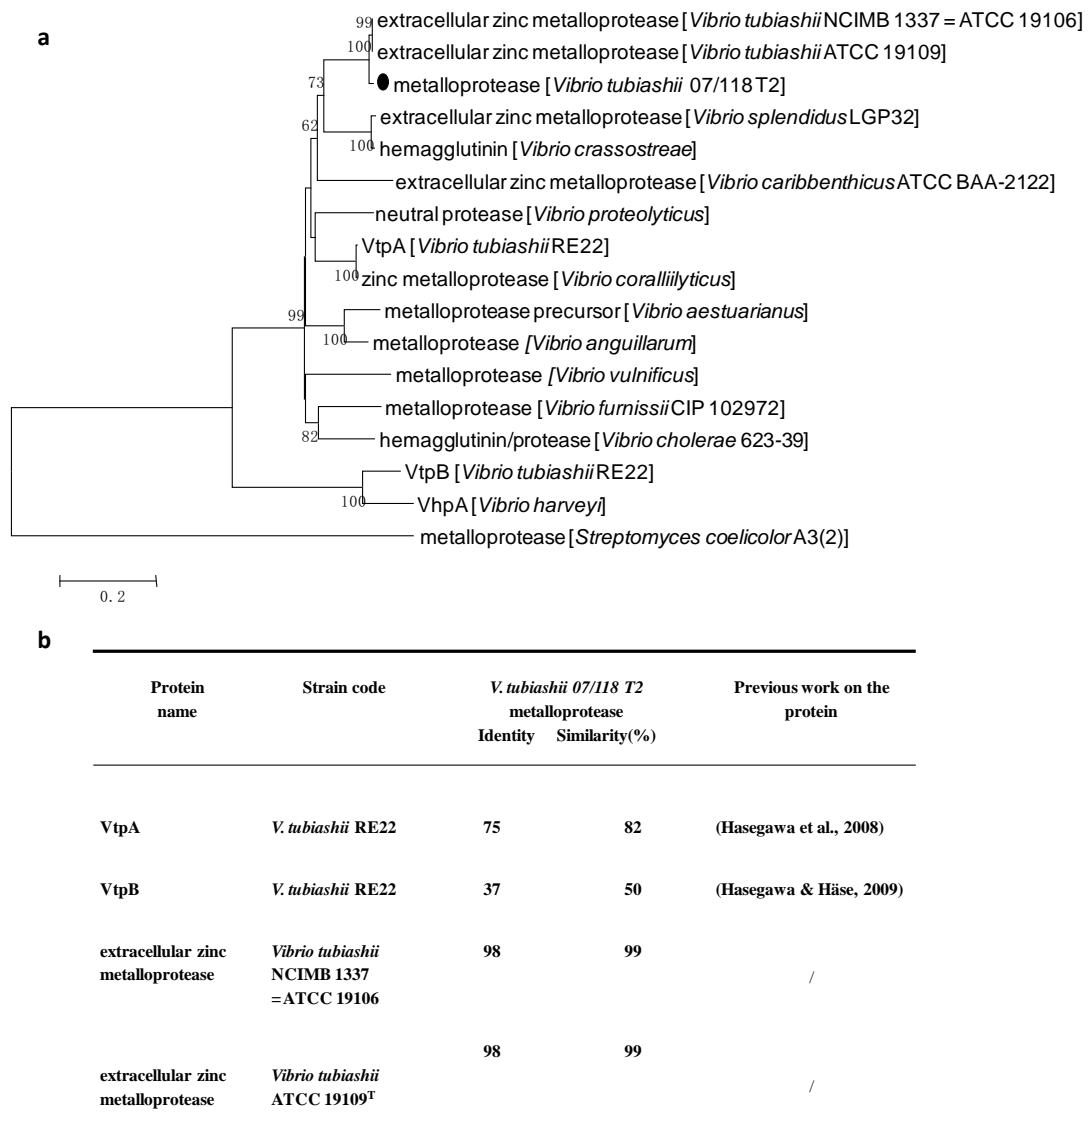 a
99
extracellular zinc metalloprotease [Vibrio tubiashii NCIMB 1337 = ATCC 19106]
100
extracellular zinc metalloprotease [Vibrio tubiashii ATCC 19109]
73
metalloprotease [Vibrio tubiashii 07/118 T2]
extracellular zinc metalloprotease [Vibrio splendidus LGP32]
62
100
hemagglutinin [Vibrio crassostreae]
extracellular zinc metalloprotease [Vibrio caribbenthicus ATCC BAA-2122]
neutral protease [Vibrio proteolyticus]
VtpA [Vibrio tubiashii RE22]
100
zinc metalloprotease [Vibrio coralliilyticus]
metalloprotease precursor [Vibrio aestuarianus]
99
100
metalloprotease [Vibrio anguillarum]
metalloprotease [Vibrio vulnificus]
metalloprotease [Vibrio furnissii CIP 102972]
82
hemagglutinin/protease [Vibrio cholerae 623-39]
VtpB [Vibrio tubiashii RE22]
100
VhpA [Vibrio harveyi]
metalloprotease [Streptomyces coelicolor A3(2)]
0.2
b
Protein name
Strain code
V. tubiashii 07/118 T2 metalloprotease
Previous work on the protein
Identity Similarity(%)
VtpA V. tubiashii RE22 75 82 (Hasegawa et al., 2008)
VtpB V. tubiashii RE22 37 50 (Hasegawa & Häse, 2009)
extracellular zinc Vibrio tubiashii 98 99
metalloprotease NCIMB 1337 /
= ATCC 19106
98 99
extracellular zinc Vibrio tubiashii
metalloprotease ATCC 19109ᵀ /